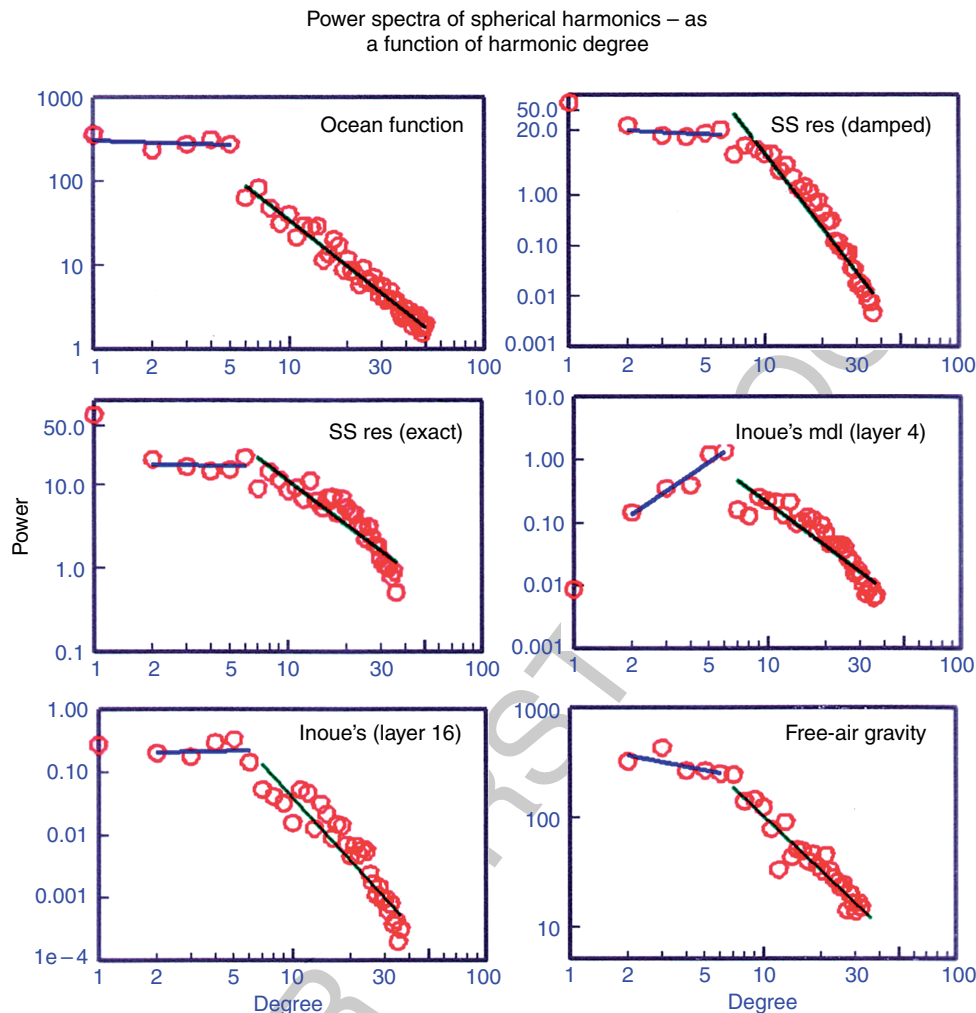 Power spectra of spherical harmonics – as
a function of harmonic degree
Ocean function
1000
100
10
1
1 2 5 10 30 100
SS res (damped)
50.0
20.0
1.00
0.10
0.01
0.001
1 2 5 10 30 100
SS res (exact)
50.0
10.0
1.0
0.1
1 2 5 10 30 100
Power
Inoue's mdl (layer 4)
10.0
1.00
0.10
0.01
0.001
1 2 5 10 30 100
Inoue's (layer 16)
1.00
0.10
0.01
0.001
1e−4
1 2 5 10 30 100
Degree
Free-air gravity
1000
100
10
1 2 5 10 30 100
Degree
RST